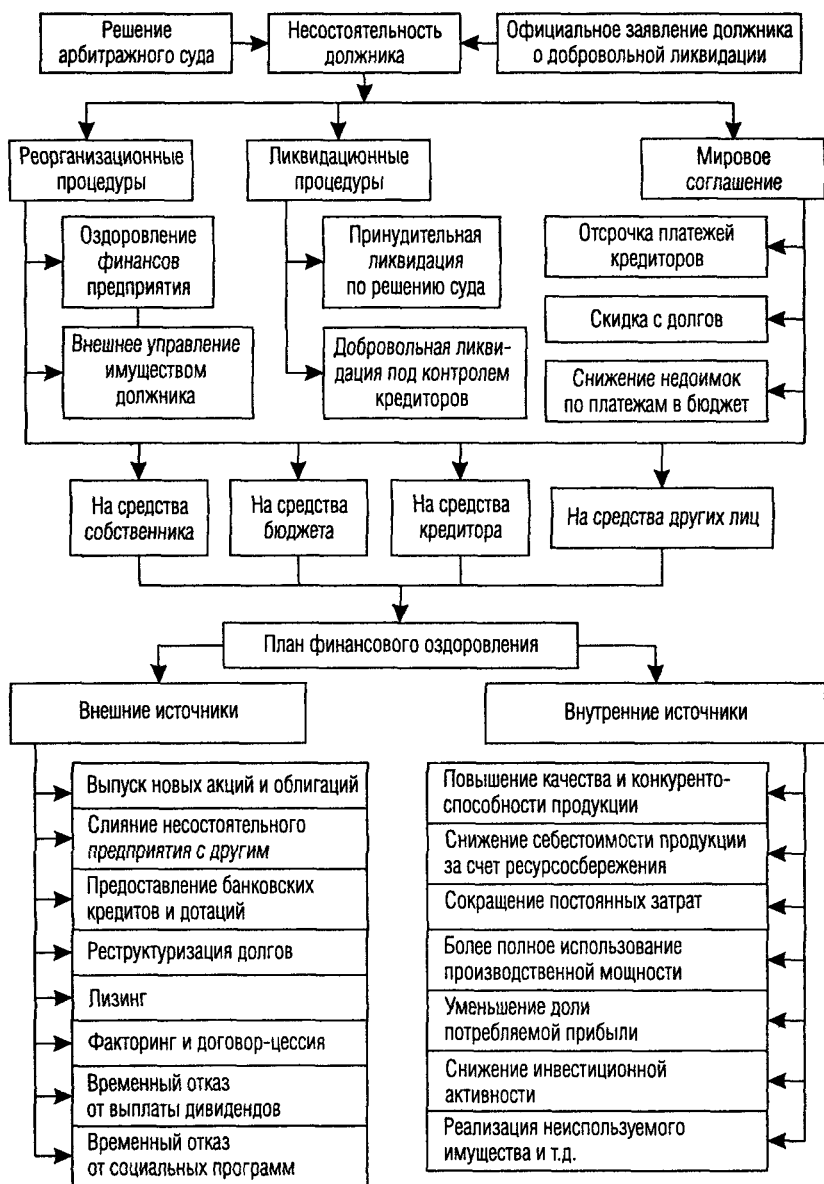 Решение
арбитражного суда
Несостоятельность
должника
Официальное заявление должника
о добровольной ликвидации
Реорганизационные
процедуры
Ликвидационные
процедуры
Мировое
соглашение
Оздоровление
финансов
предприятия
Внешнее управление
имуществом
должника
Принудительная
ликвидация
по решению суда
Добровольная ликви-
дация под контролем
кредиторов
Отсрочка платежей
кредиторов
Скидка с долгов
Снижение недоимок
по платежам в бюджет
На средства
собственника
На средства
бюджета
На средства
кредитора
На средства других лиц
План финансового оздоровления
Внешние источники
Выпуск новых акций и облигаций
Слияние несостоятельного
предприятия с другим
Предоставление банковских
кредитов и дотаций
Реструктуризация долгов
Лизинг
Факторинг и договор-цессия
Временный отказ
от выплаты дивидендов
Временный отказ
от социальных программ
Внутренние источники
Повышение качества и конкуренто-
способности продукции
Снижение себестоимости продукции
за счет ресурсосбережения
Сокращение постоянных затрат
Более полное использование
производственной мощности
Уменьшение доли
потребляемой прибыли
Снижение инвестиционной
активности
Реализация неиспользуемого
имущества и т.д.